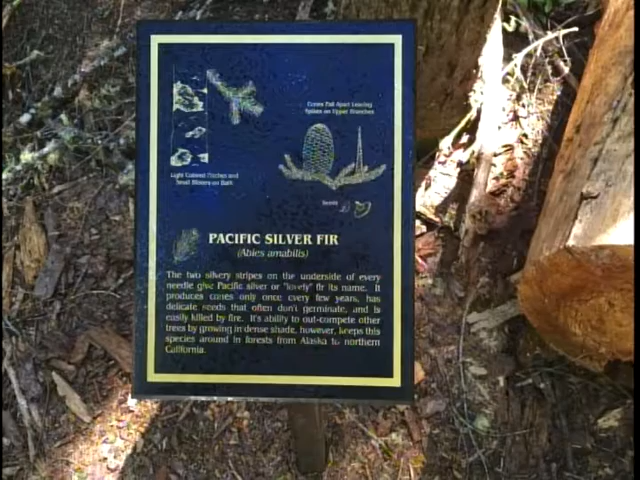 Cones Fall Apart Leaving
Spikes on Upper Branches
Light Colored Patches and
Small Blisters on Bark
Seeds
PACIFIC SILVER FIR
(Abies amabilis)
The two silvery stripes on the underside of every
needle give Pacific silver or "lovely" fir its name. It
produces cones only once every few years, has
delicate seeds that often don't germinate, and is
easily killed by fire. It's ability to out-compete other
trees by growing in dense shade, however, keeps this
species around in forests from Alaska to northern
California.